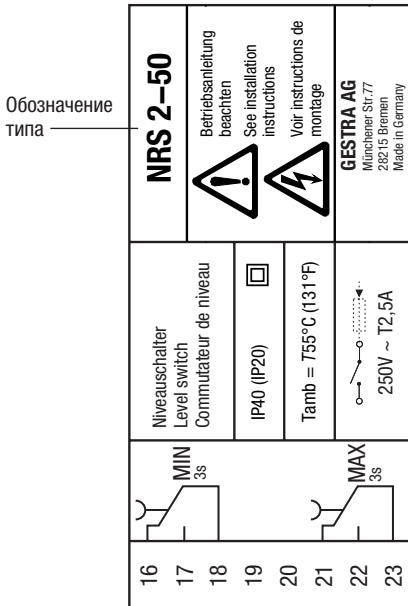 Обозначение
типа
NRS 2–50
Betriebsanleitung
beachten
See installation
instructions
Voir instructions de
montage
GESTRA AG
Münchener Str.77
28215 Bremen
Made in Germany
Niveauschalter
Level switch
Commutateur de niveau
IP40 (IP20)
Tamb = 755°C (131°F)
250V ~ T2,5A
MIN
3s
MAX
3s
16
17
18
19
20
21
22
23